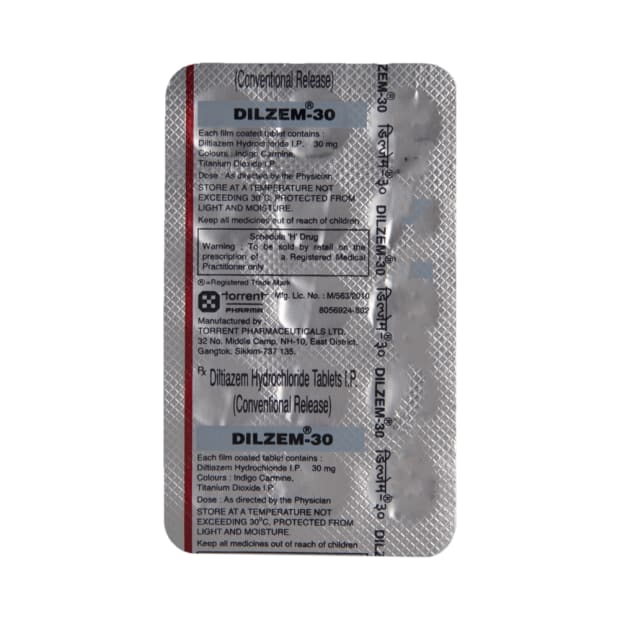 (Conventional Release)
DILZEM®-30
Each film coated tablet contains :
Diltiazem Hydrochloride I.P. 30 mg
Colours : Indigo Carmine,
Titanium Dioxide I.P.
Dose : As directed by the Physician
STORE AT A TEMPERATURE NOT
EXCEEDING 30°C, PROTECTED FROM
LIGHT AND MOISTURE.
Keep all medicines out of reach of children
Schedule 'H' Drug
Warning : To be sold by retail on the
prescription of a Registered Medical
Practitioner only
®=Registered Trade Mark
torrent
PHARMA
Mfg. Lic. No. : M/563/2010
8056924-802
Manufactured by
TORRENT PHARMACEUTICALS LTD.
32 No. Middle Camp, NH-10, East District,
Gangtok, Sikkim-737 135.
Rx Diltiazem Hydrochloride Tablets I.P.
(Conventional Release)
DILZEM®-30
Each film coated tablet contains :
Diltiazem Hydrochloride I.P. 30 mg
Colours : Indigo Carmine,
Titanium Dioxide I.P.
Dose : As directed by the Physician
STORE AT A TEMPERATURE NOT
EXCEEDING 30°C, PROTECTED FROM
LIGHT AND MOISTURE.
Keep all medicines out of reach of children
ZEM-30® डिल्ज़ेम®-३० DILZEM-30® डिल्ज़ेम®-३० DILZEM-30® डिल्ज़ेम®-३० DILZ